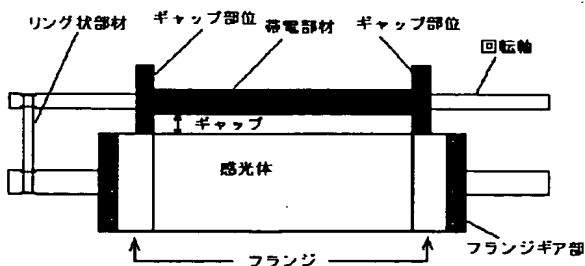 リング状部材
ギャップ部位
帯電部材
ギャップ部位
回転軸
ギャップ
感光体
フランジ
フランジギア部